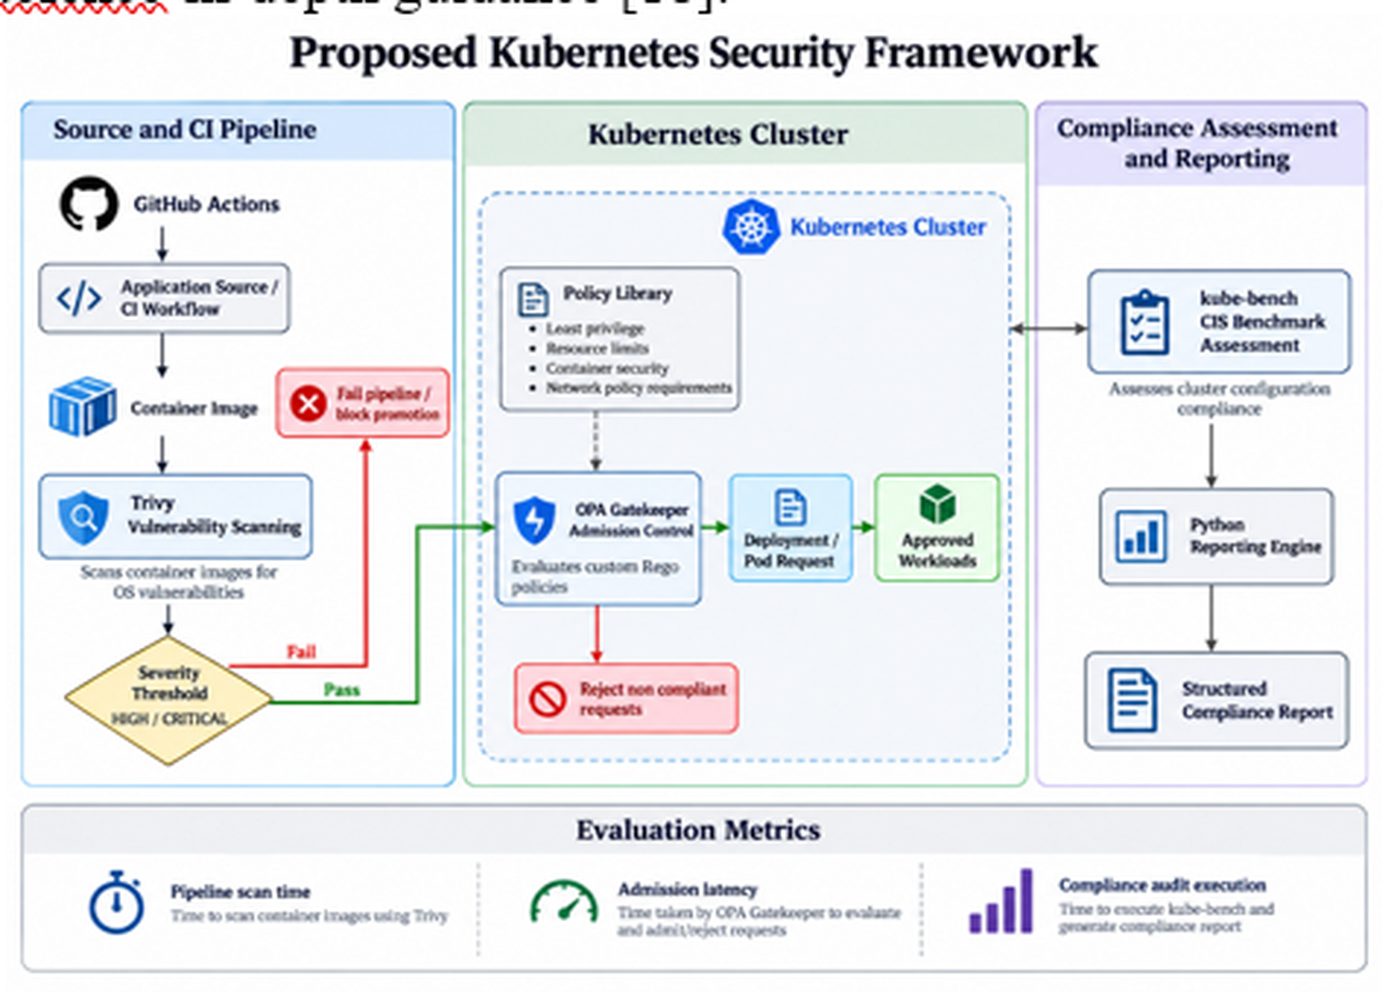 in-depth guidance
Proposed Kubernetes Security Framework
Source and CI Pipeline
GitHub Actions
</>
Application Source /
CI Workflow
Container Image
Fail pipeline /
block promotion
Trivy
Vulnerability Scanning
Scans container images for
OS vulnerabilities
Severity
Threshold
HIGH / CRITICAL
Fail
Pass
Kubernetes Cluster
Kubernetes Cluster
Policy Library
• Least privilege
• Resource limits
• Container security
• Network policy requirements
OPA Gatekeeper
Admission Control
Evaluates custom Rego
policies
Deployment /
Pod Request
Approved
Workloads
Reject non compliant
requests
Compliance Assessment
and Reporting
kube-bench
CIS Benchmark
Assessment
Assesses cluster configuration
compliance
Python
Reporting Engine
Structured
Compliance Report
Evaluation Metrics
Pipeline scan time
Time to scan container images using Trivy
Admission latency
Time taken by OPA Gatekeeper to evaluate
and admit/reject requests
Compliance audit execution
Time to execute kube-bench and
generate compliance report